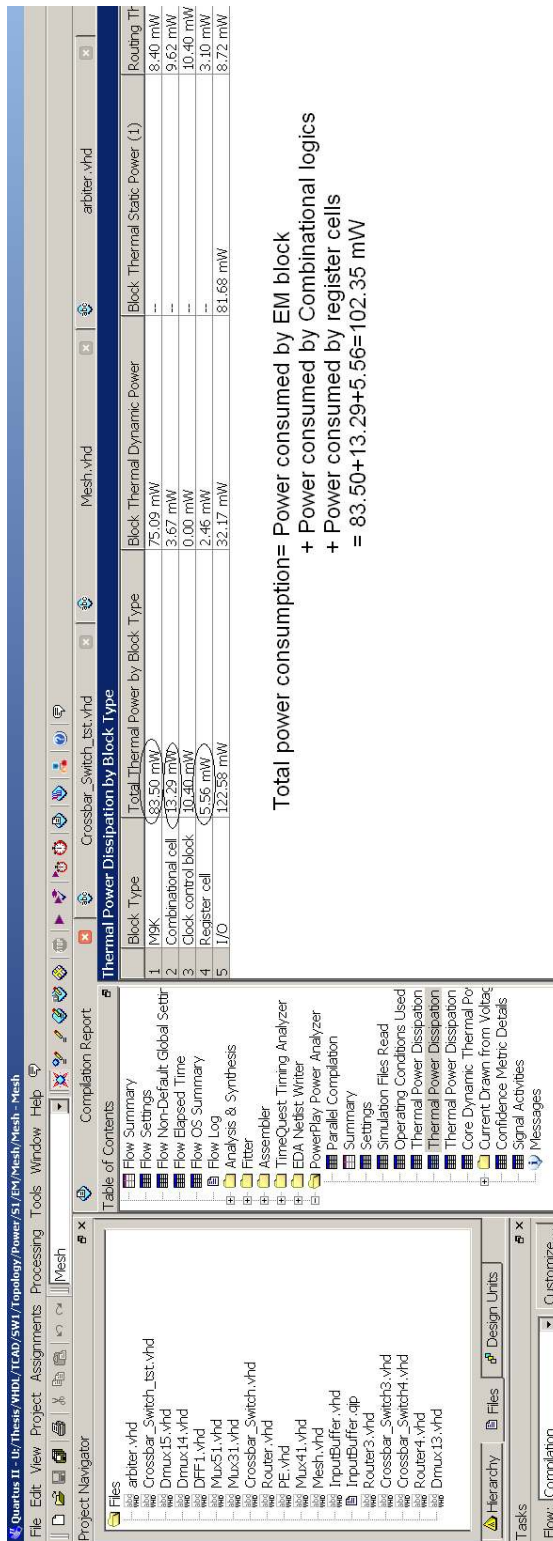 Quartus II - U:/Thesis/VHDL/TCAD/SW1/Topology/Power/S1/EM/Mesh/Mesh - Mesh
File Edit View Project Assignments Processing Tools Window Help
Mesh
Project Navigator
Files
arbiter.vhd
Crossbar_Switch_tst.vhd
Dmux15.vhd
Dmux14.vhd
DFF1.vhd
Mux51.vhd
Mux31.vhd
Crossbar_Switch.vhd
Router.vhd
PE.vhd
Mux41.vhd
Mesh.vhd
InputBuffer.vhd
InputBuffer.qip
Router3.vhd
Crossbar_Switch3.vhd
Crossbar_Switch4.vhd
Router4.vhd
Dmux13.vhd
Hierarchy Files Design Units
Tasks
Flow: Compilation Customize...
Compilation Report Crossbar_Switch_tst.vhd Mesh.vhd arbiter.vhd
Table of Contents
Flow Summary
Flow Settings
Flow Non-Default Global Settir
Flow Elapsed Time
Flow OS Summary
Flow Log
Analysis & Synthesis
Fitter
Assembler
TimeQuest Timing Analyzer
EDA Netlist Writer
PowerPlay Power Analyzer
Parallel Compilation
Summary
Settings
Simulation Files Read
Operating Conditions Used
Thermal Power Dissipation
Thermal Power Dissipation
Thermal Power Dissipation
Core Dynamic Thermal Po
Current Drawn from Voltag
Confidence Metric Details
Signal Activities
Messages
Thermal Power Dissipation by Block Type
Block Type Total Thermal Power by Block Type Block Thermal Dynamic Power Block Thermal Static Power (1) Routing Th
1 M9K 83.50 mW 75.09 mW -- 8.40 mW
2 Combinational cell 13.29 mW 3.67 mW -- 9.62 mW
3 Clock control block 10.40 mW 0.00 mW -- 10.40 mW
4 Register cell 5.56 mW 2.46 mW -- 3.10 mW
5 I/O 122.58 mW 32.17 mW 81.68 mW 8.72 mW
Total power consumption= Power consumed by EM block
+ Power consumed by Combinational logics
+ Power consumed by register cells
= 83.50+13.29+5.56=102.35 mW